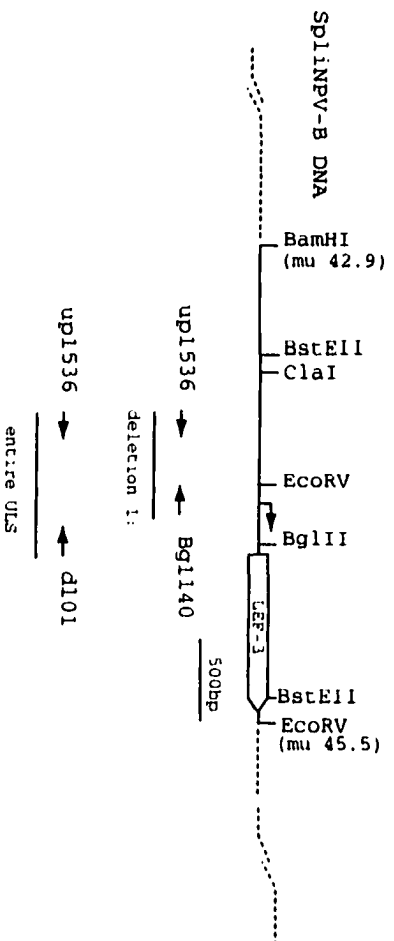 SpliNPV-B DNA
BamHI
(mu 42.9)
BstEII
ClaI
EcoRV
BglII
LEF-3
BstEII
EcoRV
(mu 45.5)
up1536
Bgl140
deletion 1:
500bp
up1536
d101
entire ULS